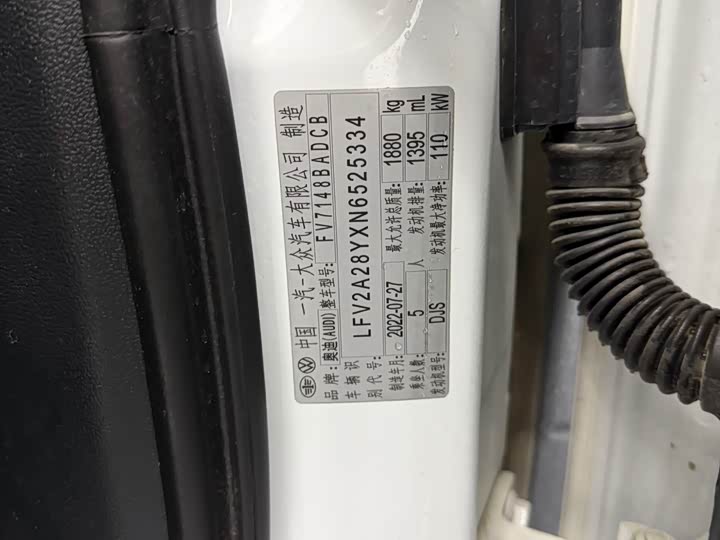 中国 一汽-大众汽车有限公司 制造
品牌: 奥迪(AUDI) 整车型号: FV7148BADCB
车辆识别代号: LFV2A28YXN6525334
制造年月: 2022-07-27 最大允许总质量: 1880 kg
乘坐人数: 5 人 发动机排量: 1395 mL
发动机型号: DJS 发动机最大净功率: 110 kW